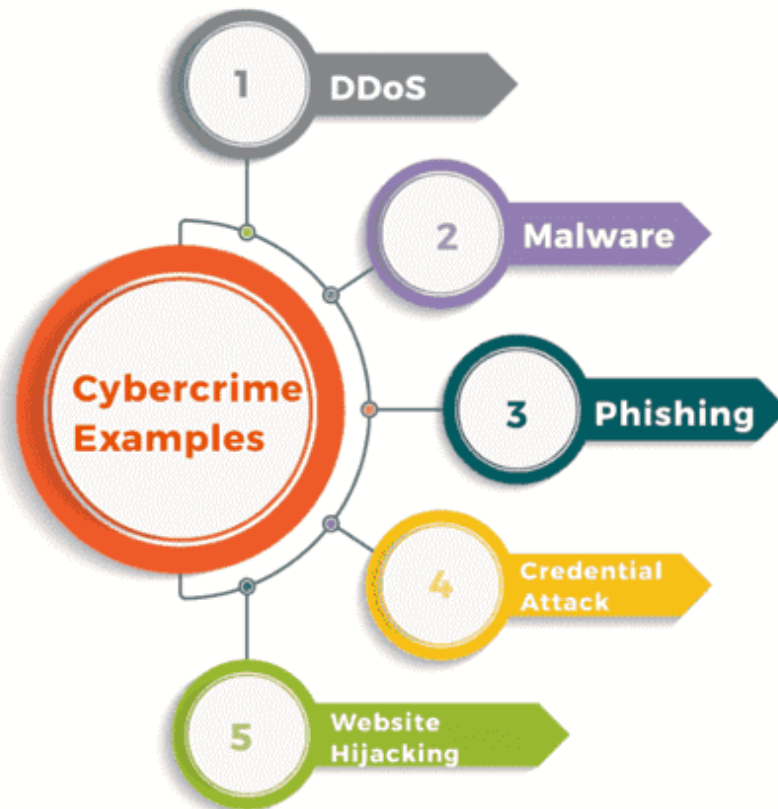 1
DDoS
2
Malware
Cybercrime
Examples
3
Phishing
4
Credential
Attack
5
Website
Hijacking